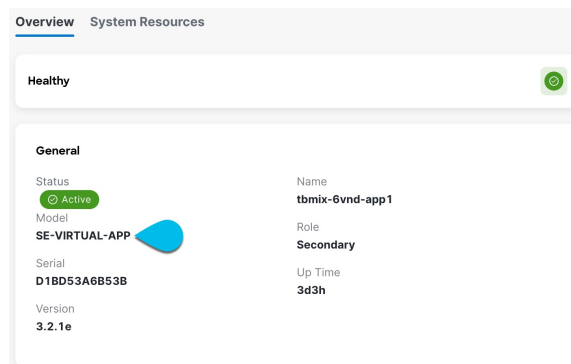 Overview System Resources
Healthy
General
Status
Active
Model
SE-VIRTUAL-APP
Serial
D1BD53A6B53B
Version
3.2.1e
Name
tbmix-6vnd-app1
Role
Secondary
Up Time
3d3h